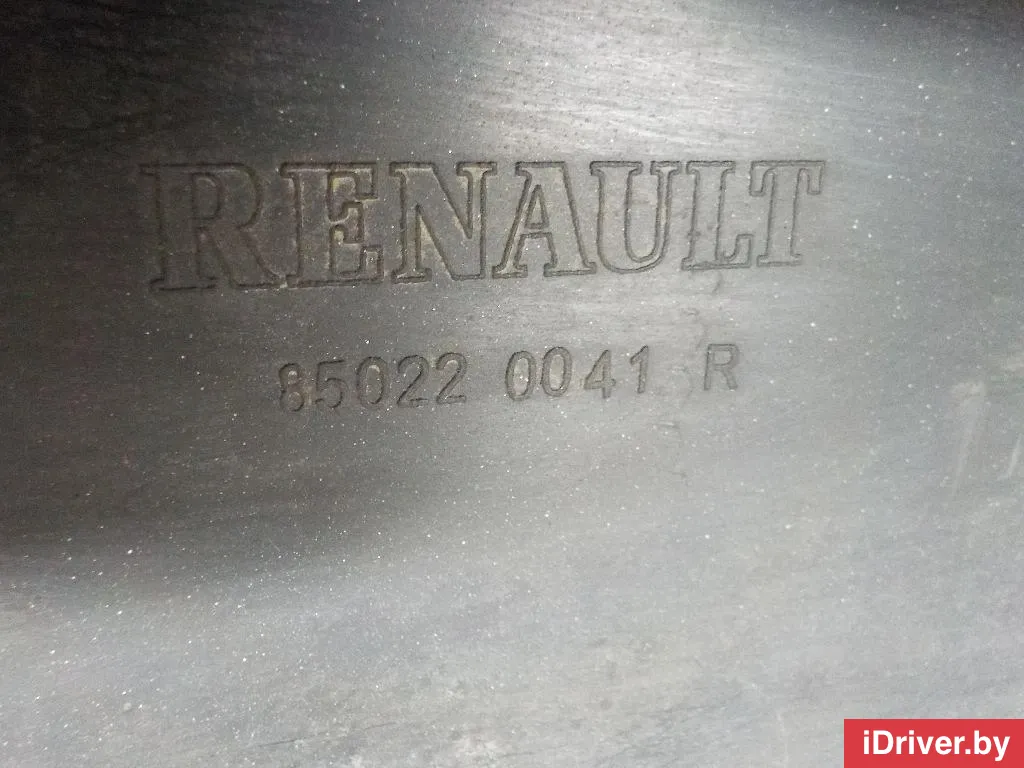 RENAULT
85022 0041 R
iDriver.by